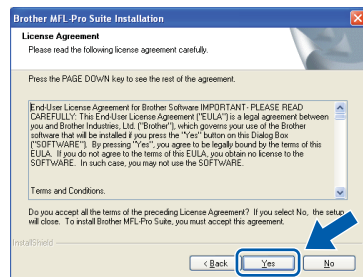 Brother MFL-Pro Suite Installation
License Agreement
Please read the following license agreement carefully.
Press the PAGE DOWN key to see the rest of the agreement.
End-User License Agreement for Brother Software IMPORTANT- PLEASE READ
CAREFULLY: This End-User License Agreement ("EULA") is a legal agreement between
you and Brother Industries, Ltd. ("Brother"), which governs your use of the Brother
software that will be installed if you press the "Yes" button on this Dialog Box
("SOFTWARE"). By pressing "Yes", you agree to be legally bound by the terms of this
EULA. If you do not agree to the terms of this EULA, you obtain no license to the
SOFTWARE. In such case, you may not use the SOFTWARE.
Terms and Conditions.
Do you accept all the terms of the preceding License Agreement? If you select No, the setup
will close. To install Brother MFL-Pro Suite, you must accept this agreement.
InstallShield
< Back Yes No